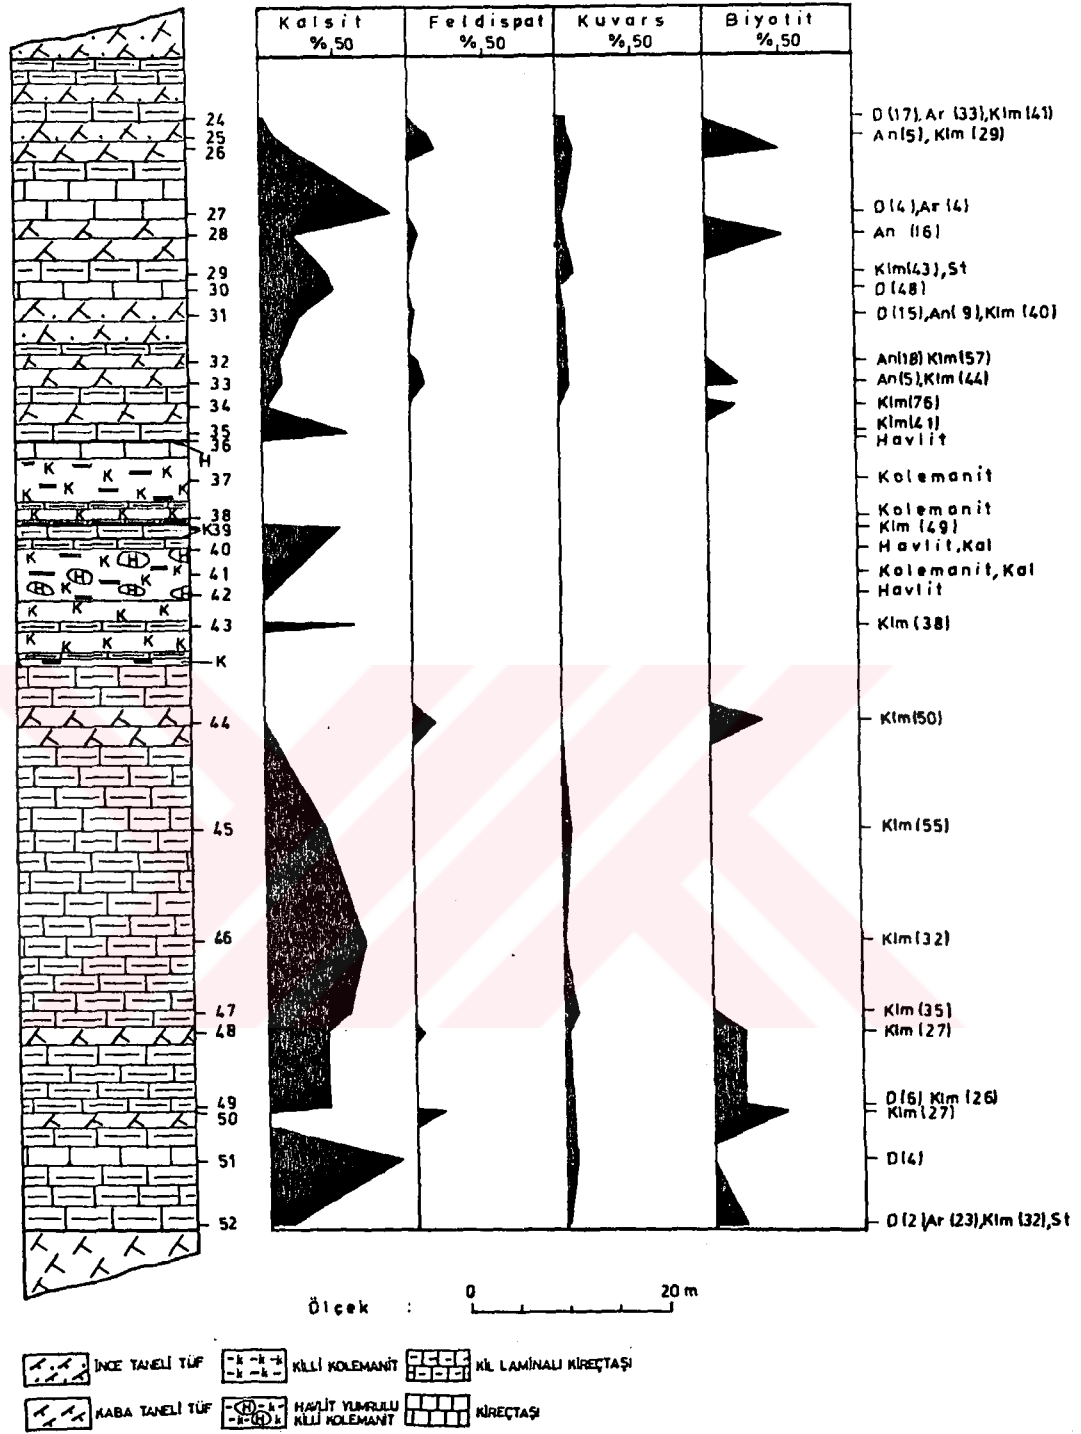 Kalsit Feldispat Kuvars Biyotit
%,50 %,50 %,50 %,50
24 D(17), Ar (33),Klm(41)
25 An(5), Klm (29)
26
27 D(4),Ar(4)
28 An (16)
29 Klm(43),St
30 D(48)
31 D(15),An(9),Klm (40)
32 An(18) Klm(57)
33 An(5),Klm(44)
34 Klm(76)
35 Klm(41)
36 Havlit
H
37 Kolemanit
38 Kolemanit
K39 Klm (49)
40 Havlit,Kal
41 Kolemanit, Kal
42 Havlit
43 Klm (38)
K
44 Klm(50)
45 Klm(55)
46 Klm(32)
47 Klm(35)
48 Klm(27)
49 D(6), Klm (26)
50 Klm(27)
51 D(4)
52 D(2)Ar(23),Klm(32),St
0 20 m
Ölçek :
İNCE TANELİ TÜF KİLLİ KOLEMANİT KİL LAMİNALI KİREÇTAŞI
KABA TANELİ TÜF HAVLİT YUMRULU KİLLİ KOLEMANİT KİREÇTAŞI